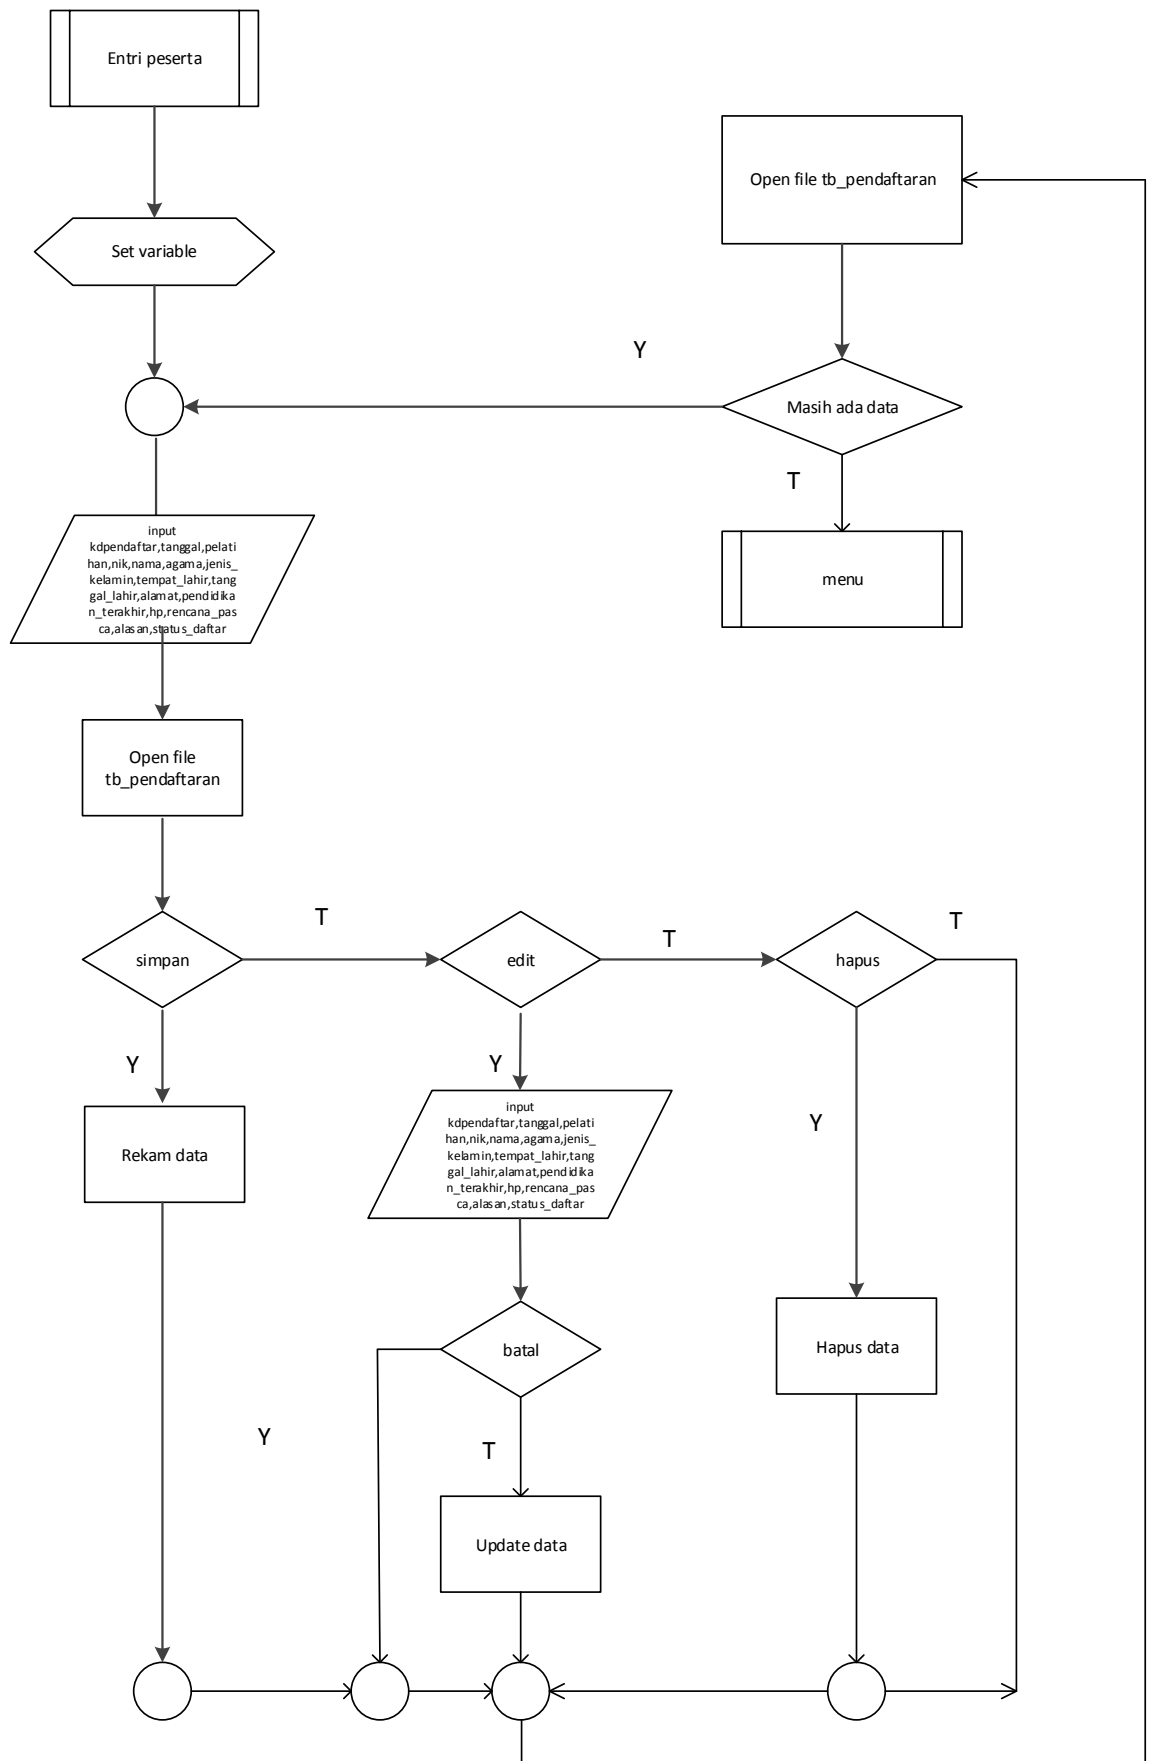 Entri peserta
Open file tb_pendaftaran
Set variable
Y
Masih ada data
T
input
kdpendaftar,tanggal,pelati
han,nik,nama,agama,jenis_
kelamin,tempat_lahir,tang
gal_lahir,alamat,pendidika
n_terakhir,hp,rencana_pas
ca,alasan,status_daftar
menu
Open file
tb_pendaftaran
simpan
T
edit
T
hapus
T
Y
Rekam data
Y
input
kdpendaftar,tanggal,pelati
han,nik,nama,agama,jenis_
kelamin,tempat_lahir,tang
gal_lahir,alamat,pendidika
n_terakhir,hp,rencana_pas
ca,alasan,status_daftar
Y
batal
Hapus data
Y
T
Update data